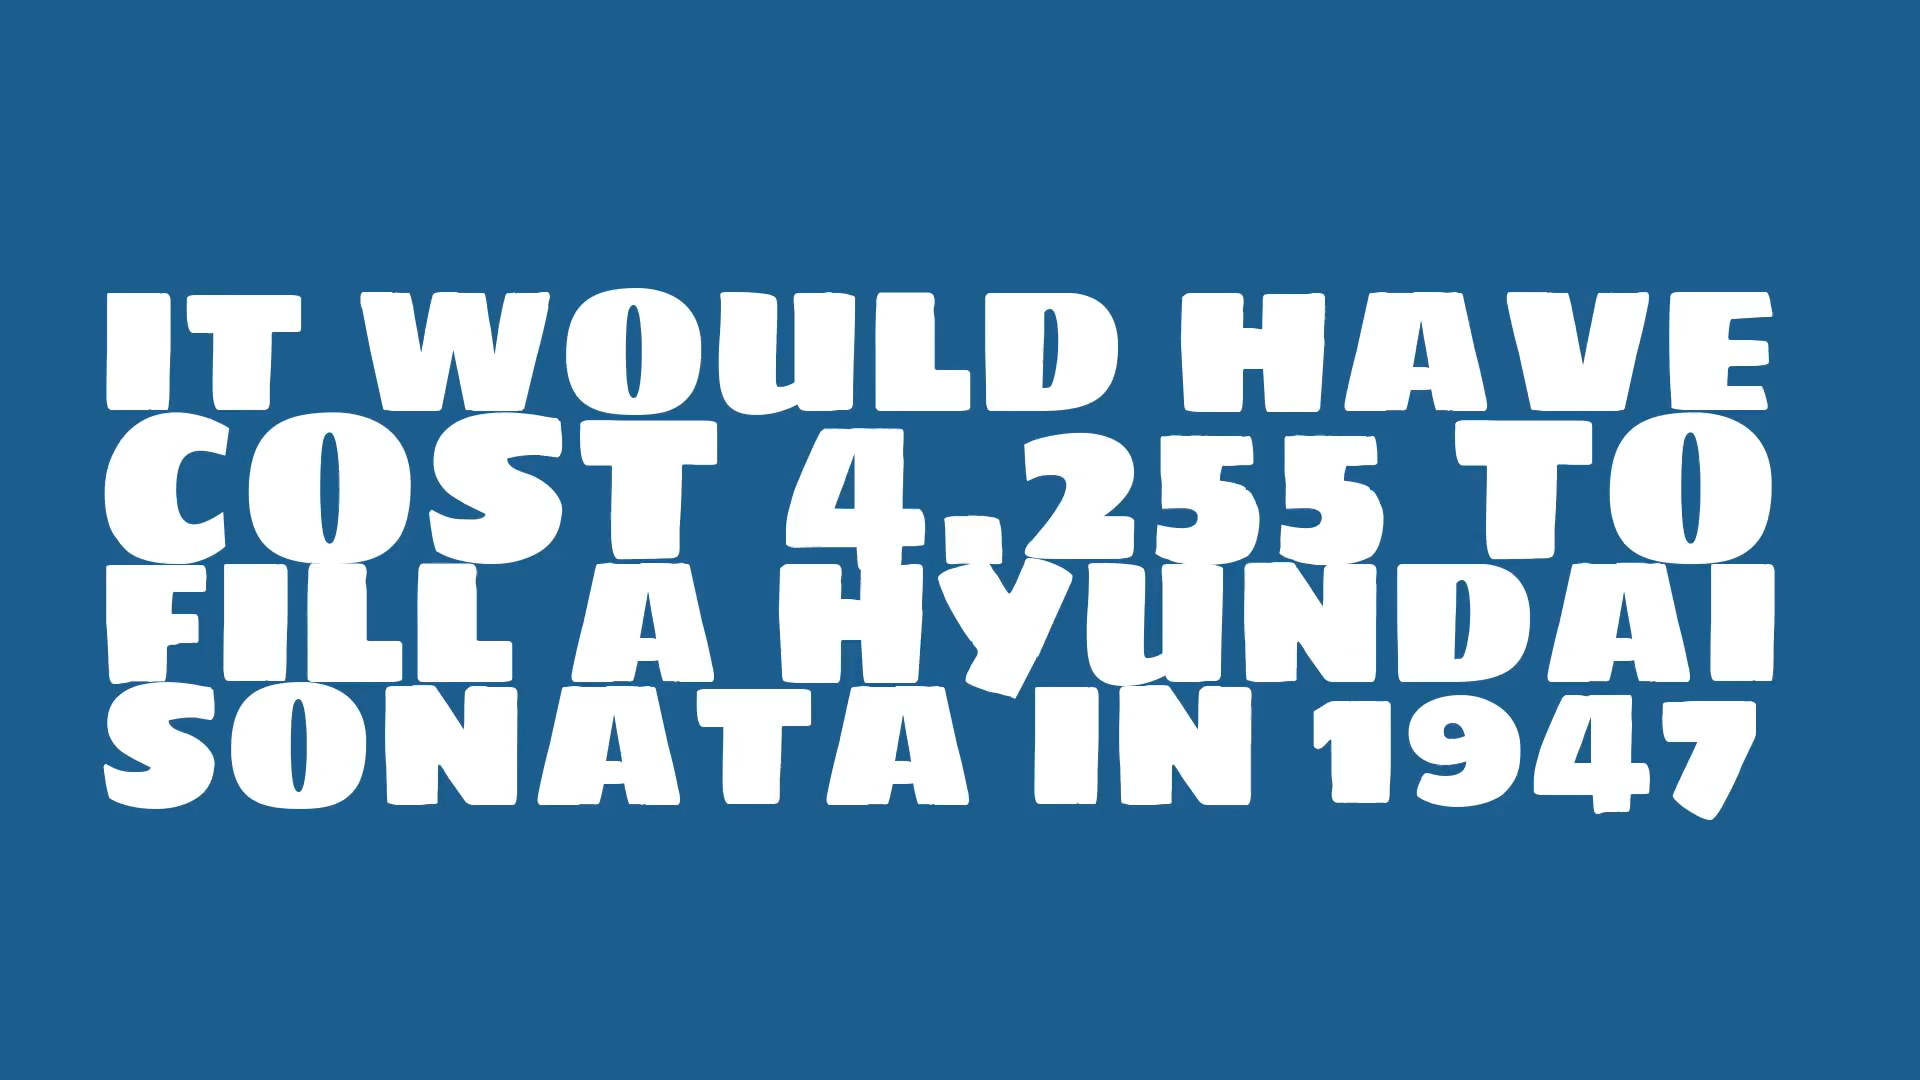 IT WOULD HAVE
COST 4.255 TO
FILL A HYUNDAI
SONATA IN 1947